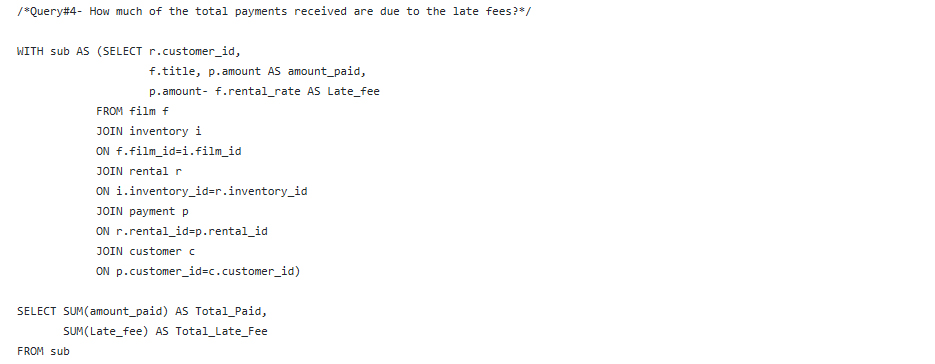 /*Query#4- How much of the total payments received are due to the late fees?*/
WITH sub AS (SELECT r.customer_id,
f.title, p.amount AS amount_paid,
p.amount- f.rental_rate AS Late_fee
FROM film f
JOIN inventory i
ON f.film_id=i.film_id
JOIN rental r
ON i.inventory_id=r.inventory_id
JOIN payment p
ON r.rental_id=p.rental_id
JOIN customer c
ON p.customer_id=c.customer_id)
SELECT SUM(amount_paid) AS Total_Paid,
SUM(Late_fee) AS Total_Late_Fee
FROM sub